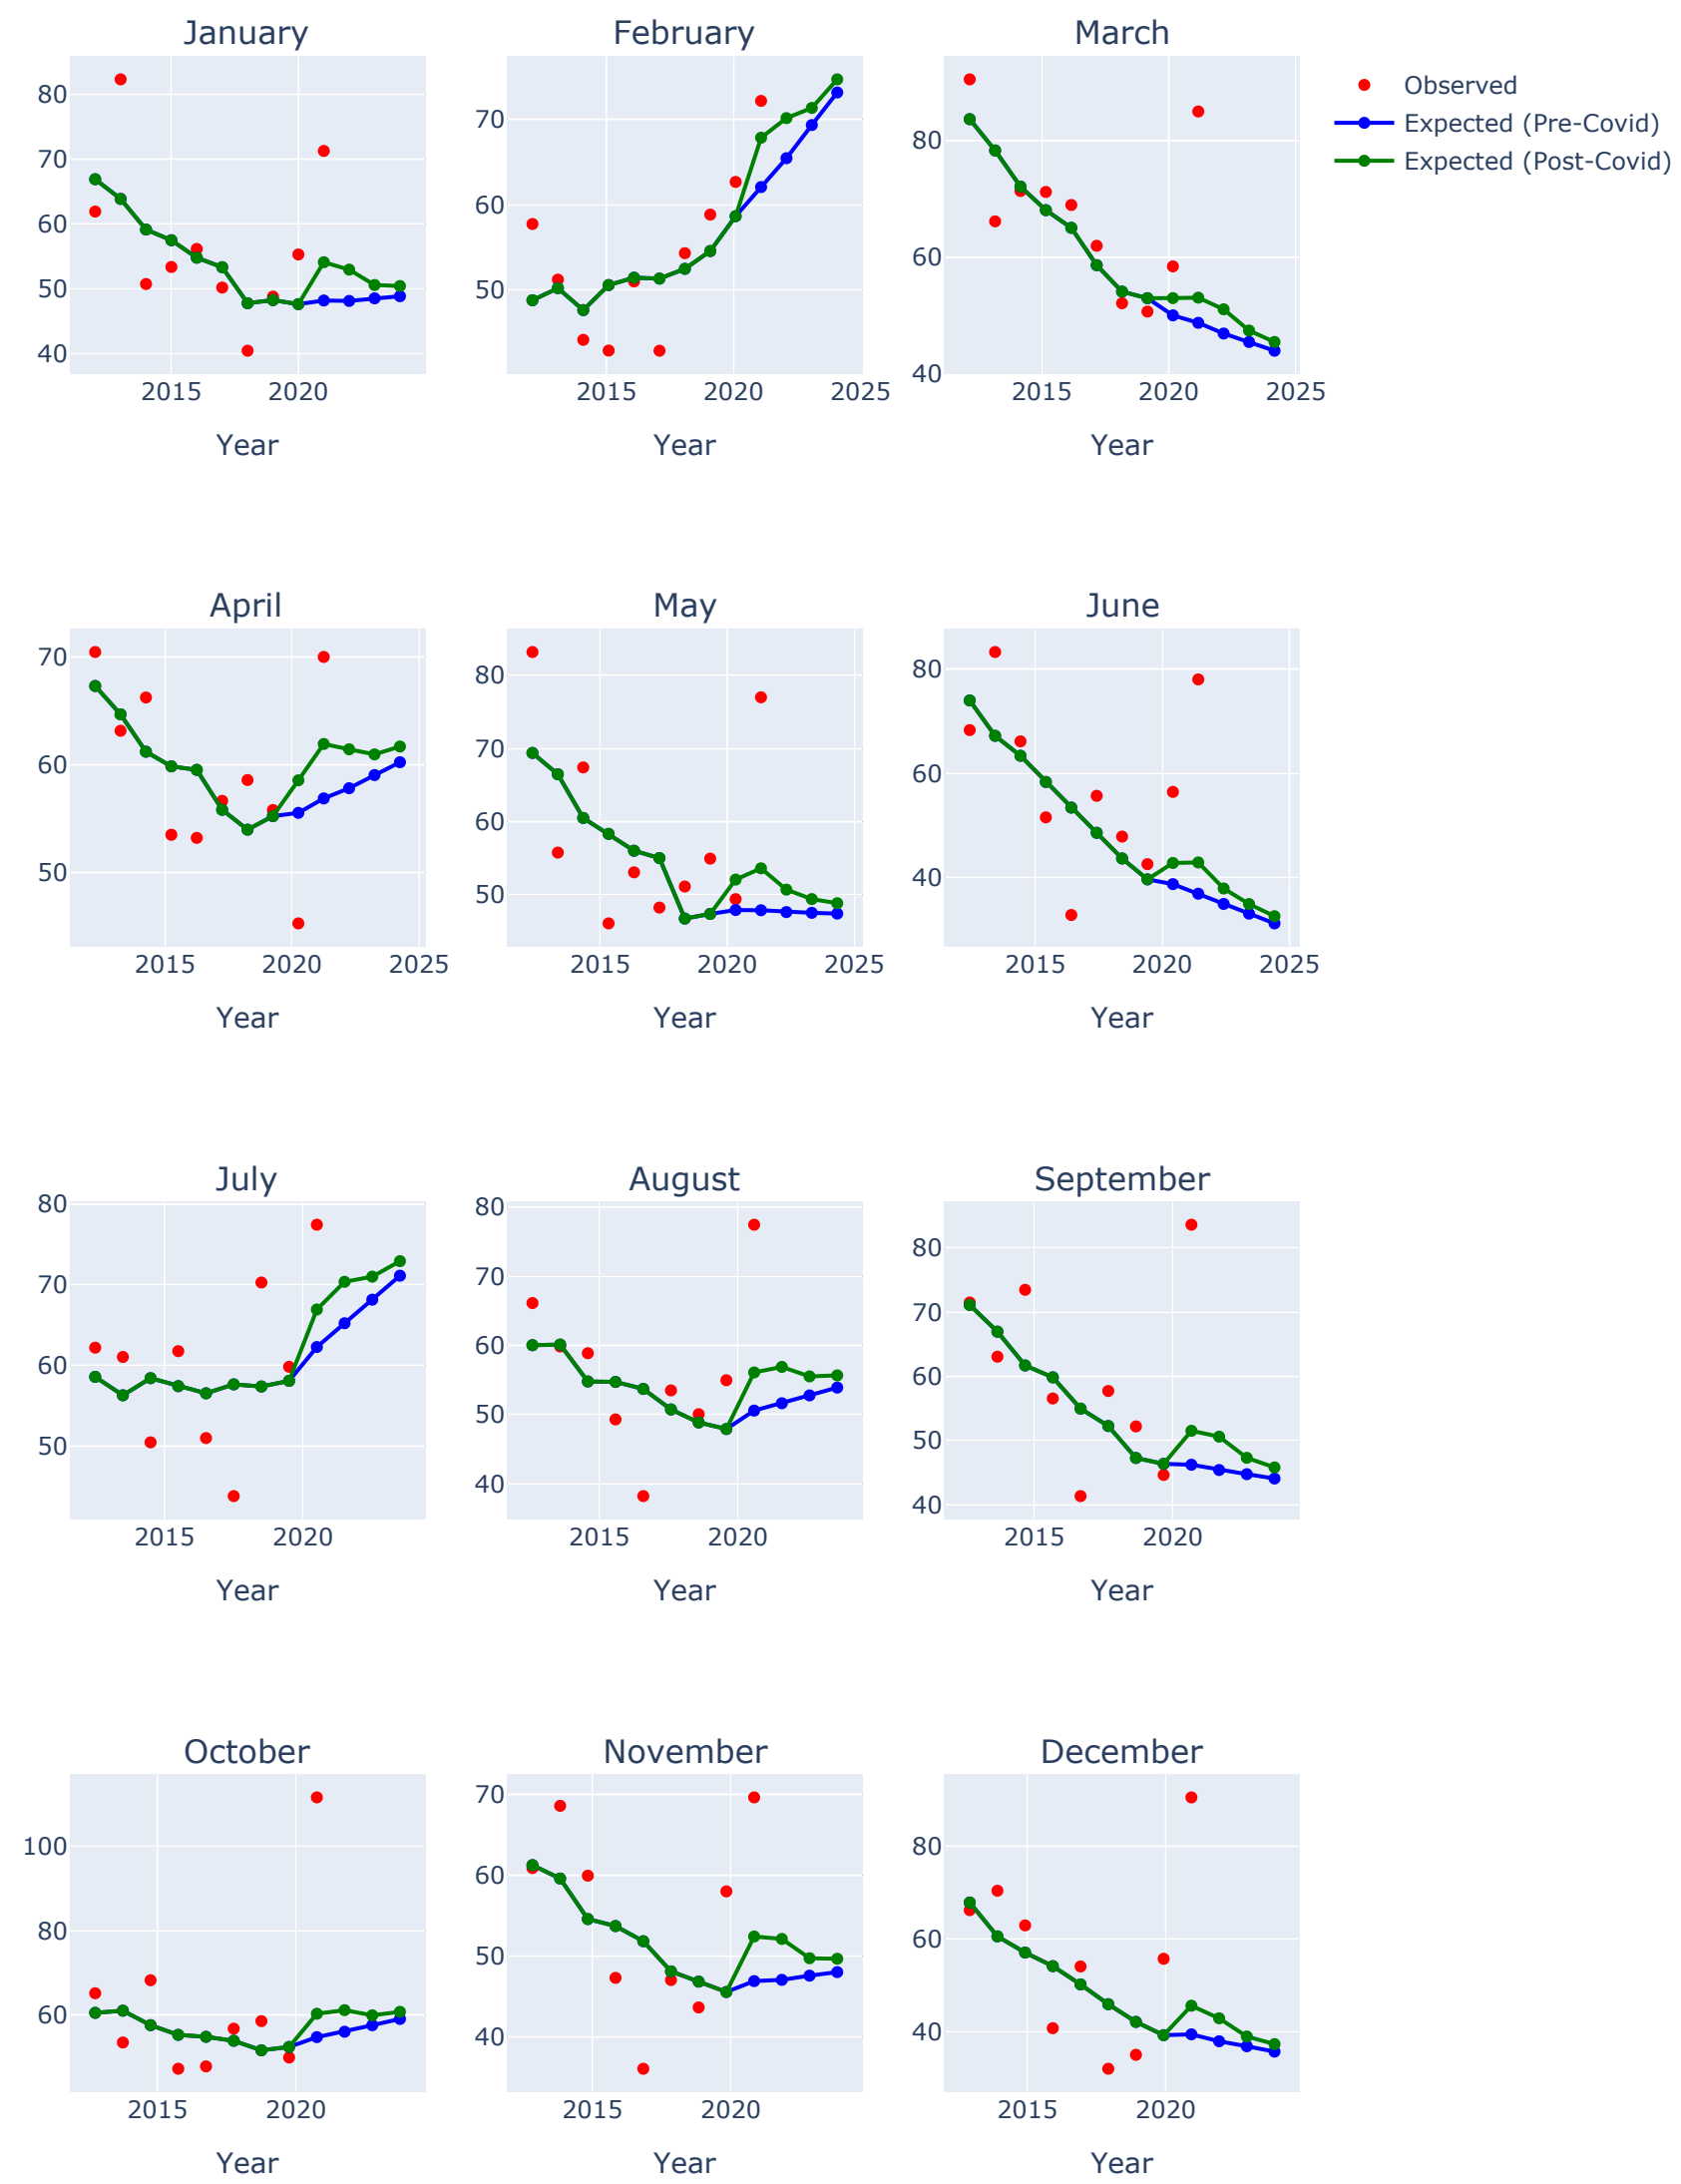 January
February
March
Observed
Expected (Pre-Covid)
Expected (Post-Covid)
80
70
60
50
40
2015
2020
Year
70
60
50
2015
2020
2025
Year
80
60
40
2015
2020
2025
Year
April
May
June
70
60
50
2015
2020
2025
Year
80
70
60
50
2015
2020
2025
Year
80
60
40
2015
2020
2025
Year
July
August
September
80
70
60
50
2015
2020
Year
80
70
60
50
40
2015
2020
Year
80
70
60
50
40
2015
2020
Year
October
November
December
100
80
60
2015
2020
Year
70
60
50
40
2015
2020
Year
80
60
40
2015
2020
Year